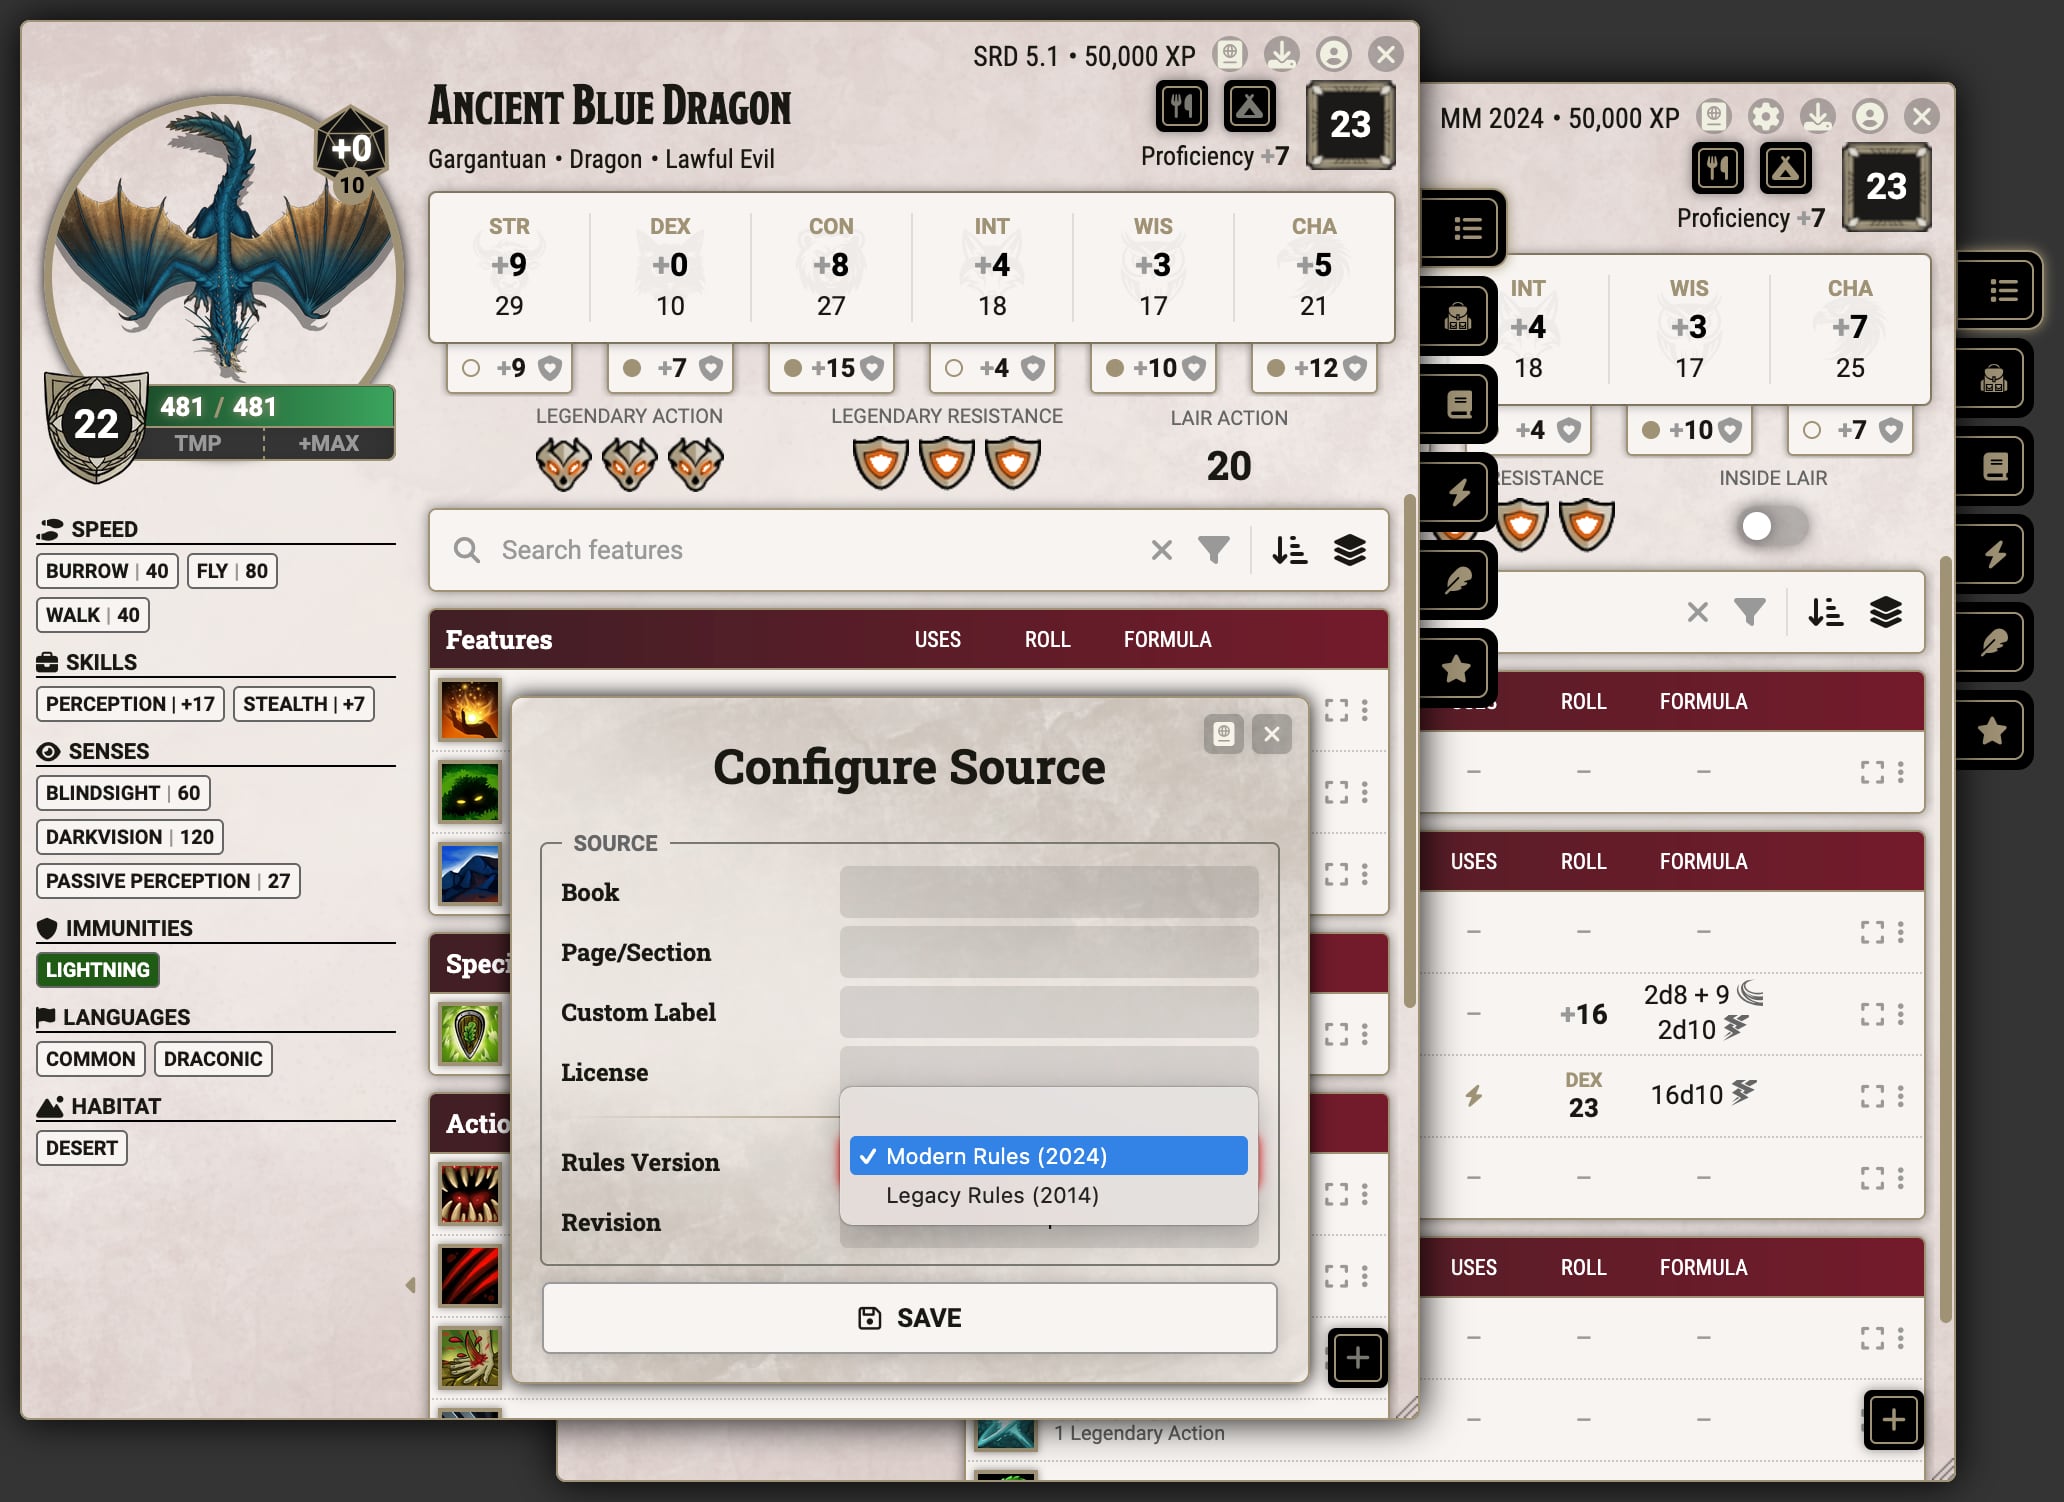 SRD 5.1 • 50,000 XP
ANCIENT BLUE DRAGON
Gargantuan • Dragon • Lawful Evil
Proficiency +7
23
+0
10
STR DEX CON INT WIS CHA
+9 +0 +8 +4 +3 +5
29 10 27 18 17 21
+9 +7 +15 +4 +10 +12
LEGENDARY ACTION LEGENDARY RESISTANCE LAIR ACTION
20
22
481 / 481
TMP +MAX
SPEED
BURROW | 40 FLY | 80
WALK | 40
SKILLS
PERCEPTION | +17 STEALTH | +7
SENSES
BLINDSIGHT | 60
DARKVISION | 120
PASSIVE PERCEPTION | 27
IMMUNITIES
LIGHTNING
LANGUAGES
COMMON DRACONIC
HABITAT
DESERT
Search features
Features USES ROLL FORMULA
Speci
Actio
Configure Source
SOURCE
Book
Page/Section
Custom Label
License
Rules Version
Modern Rules (2024)
Legacy Rules (2014)
Revision
SAVE
MM 2024 • 50,000 XP
Proficiency +7
23
INT WIS CHA
+4 +3 +7
18 17 25
+4 +10 +7
RESISTANCE INSIDE LAIR
USES ROLL FORMULA
– – –
USES ROLL FORMULA
– – –
– +16 2d8 + 9
2d10
DEX
23 16d10
– – –
USES ROLL FORMULA
– – –
– – –
1 Legendary Action